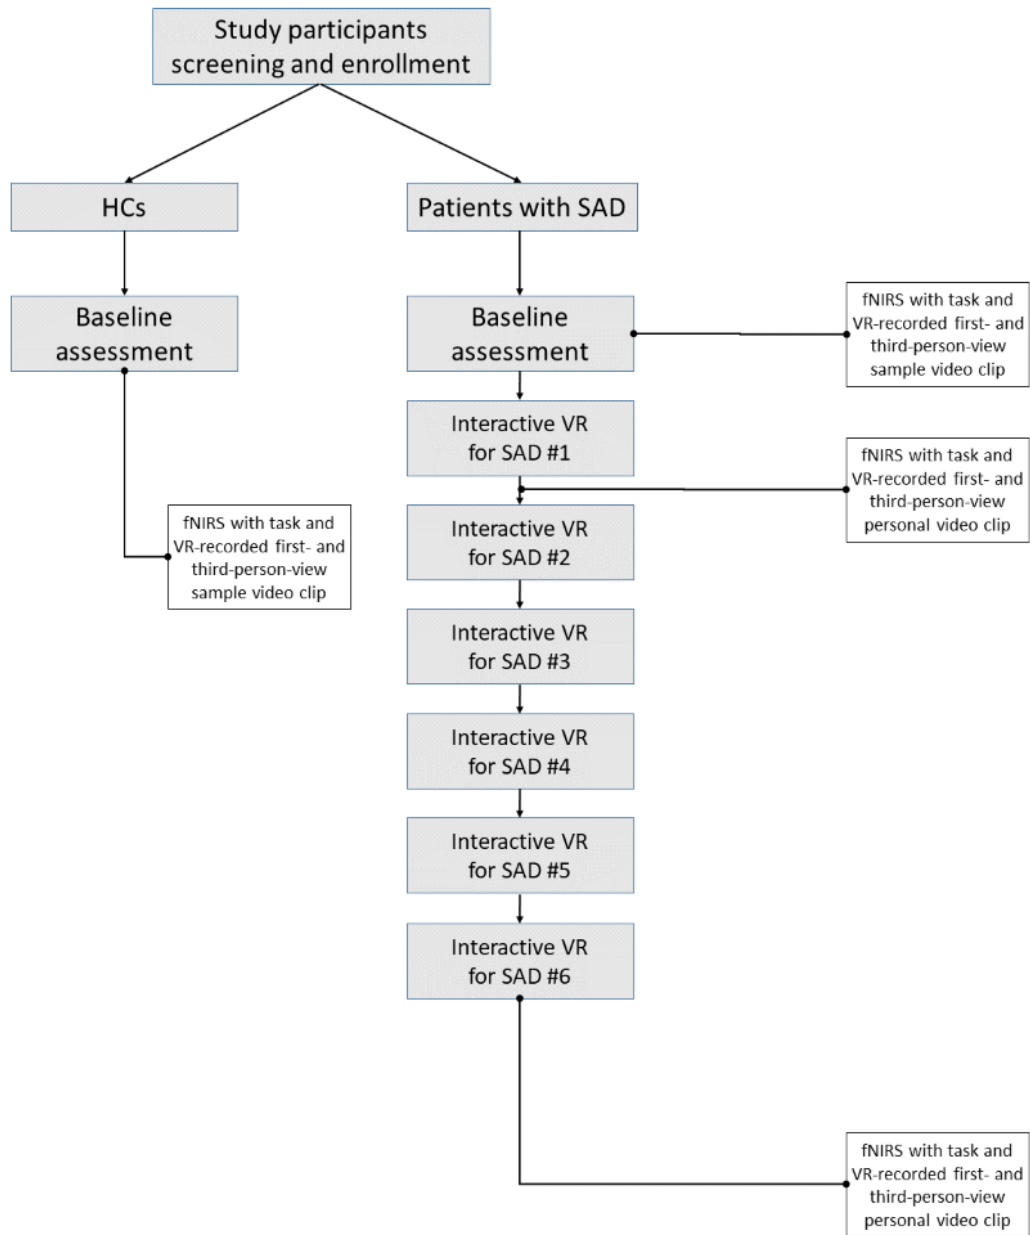 Study participants
screening and enrollment
HCs
Patients with SAD
Baseline
assessment
Baseline
assessment
fNIRS with task and
VR-recorded first- and
third-person-view
sample video clip
Interactive VR
for SAD #1
fNIRS with task and
VR-recorded first- and
third-person-view
personal video clip
fNIRS with task and
VR-recorded first- and
third-person-view
sample video clip
Interactive VR
for SAD #2
Interactive VR
for SAD #3
Interactive VR
for SAD #4
Interactive VR
for SAD #5
Interactive VR
for SAD #6
fNIRS with task and
VR-recorded first- and
third-person-view
personal video clip